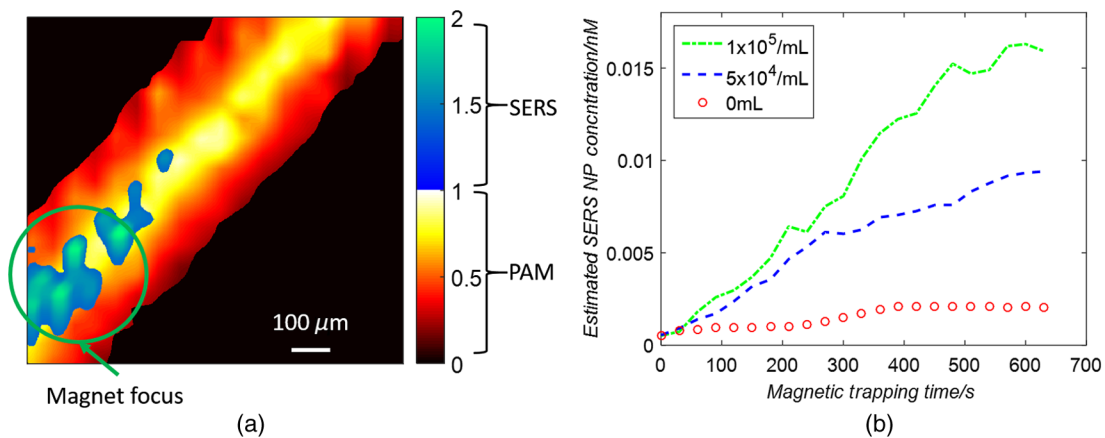 2
1.5
1
0.5
0
SERS
PAM
100 μm
Magnet focus
(a)
Estimated SERS NP concntration/nM
0.015
0.01
0.005
0
1x10⁵/mL
5x10⁴/mL
0mL
0 100 200 300 400 500 600 700
Magnetic trapping time/s
(b)